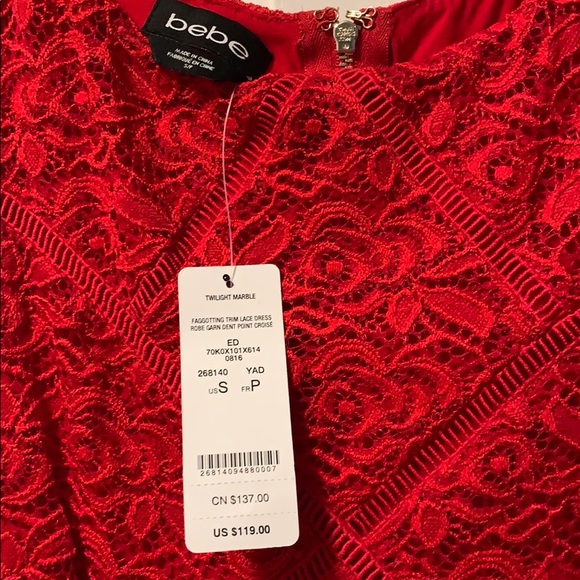 bebe
MADE IN CHINA
FABRIQUÉ EN CHINE
S/P
TWILIGHT MARBLE
FAGGOTTING TRIM LACE DRESS
ROBE GARN DENT POINT CROISE
ED
70K0X101X614
0816
268140 YAD
US S FR P
26814094880007
CN $137.00
US $119.00